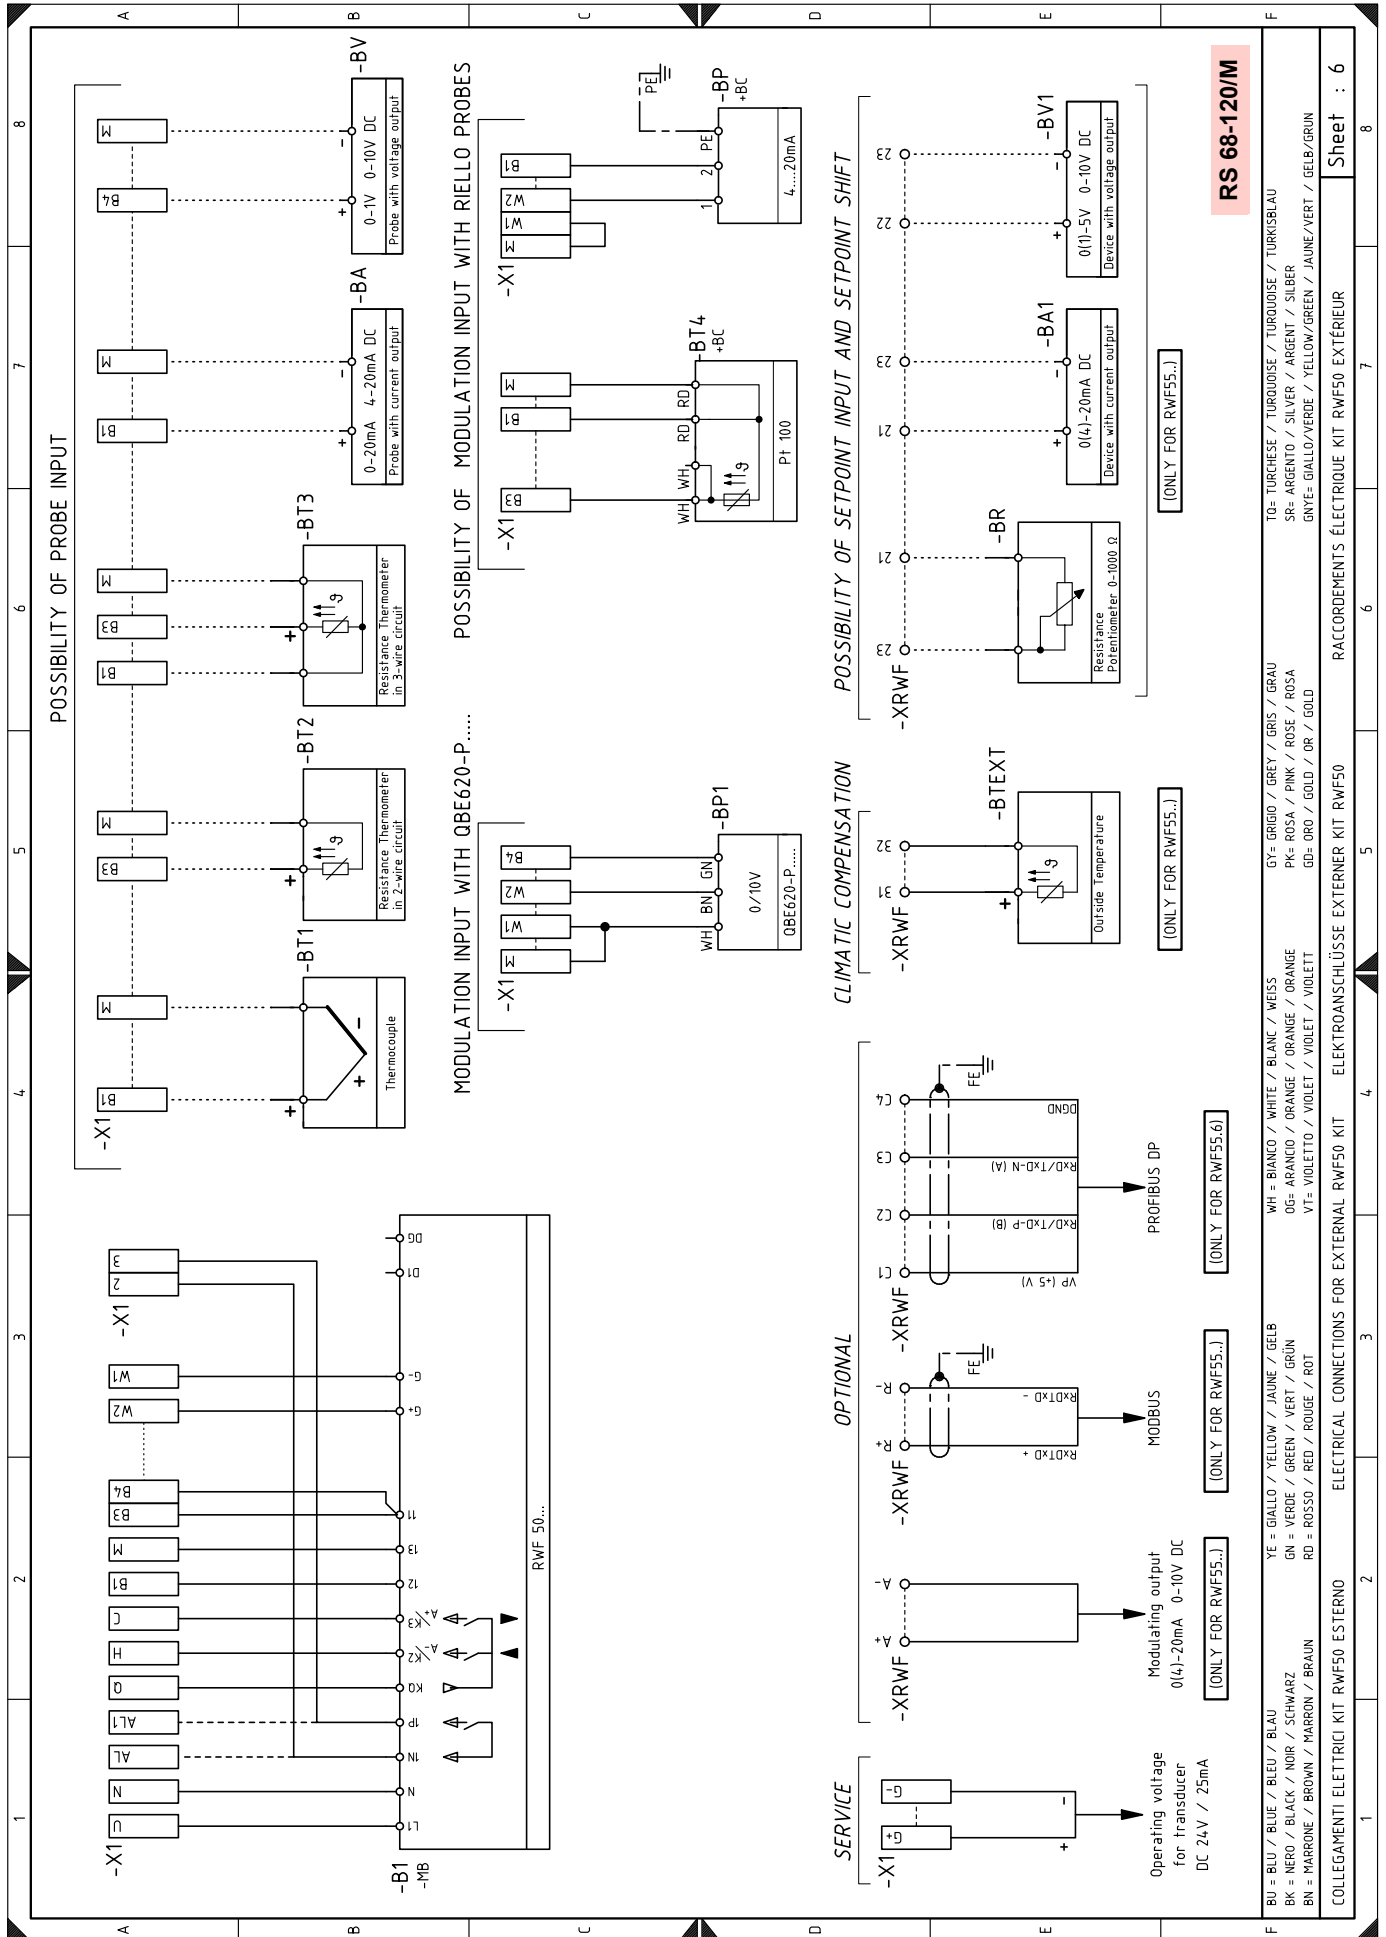 1 2 3 4 5 6 7 8
A A
B B
C C
D D
E E
F F
POSSIBILITY OF PROBE INPUT
-X1
U N AL AL1 Q H C B1 M B3 B4 W2 W1
-X1
2 3
-B1
-MB
L1 N 1N 1P KQ K2/A- K3/A+ 12 13 11 G+ G- D1 DG
RWF 50...
-X1
B1 M B3 M B1 B3 M B1 M B4 M
-BT1
+ -
Thermocouple
-BT2
+
ϑ
Resistance Thermometer
in 2-wire circuit
-BT3
+
ϑ
Resistance Thermometer
in 3-wire circuit
-BA
+ -
0-20mA 4-20mA DC
Probe with current output
-BV
+ -
0-1V 0-10V DC
Probe with voltage output
MODULATION INPUT WITH QBE620-P.....
-X1
M W1 W2 B4
WH BN GN
-BP1
0/10V
QBE620-P.....
POSSIBILITY OF MODULATION INPUT WITH RIELLO PROBES
-X1
B3 B1 M
WH WH RD RD
-BT4
+BC
ϑ
Pt 100
-X1
M W1 W2 B1
PE
1 2 PE
-BP
+BC
4....20mA
SERVICE
-X1
G+ G-
+ -
Operating voltage
for transducer
DC 24V / 25mA
OPTIONAL
-XRWF
A+ A-
Modulating output
0(4)-20mA 0-10V DC
(ONLY FOR RWF55..)
-XRWF
R+ R-
FE
RxDTxD +
RxDTxD -
MODBUS
(ONLY FOR RWF55..)
-XRWF
C1 C2 C3 C4
FE
VP (+5 V)
RxD/TxD-P (B)
RxD/TxD-N (A)
DGND
PROFIBUS DP
(ONLY FOR RWF55.6)
CLIMATIC COMPENSATION
-XRWF
31 32
-BTEXT
+
ϑ
Outside Temperature
(ONLY FOR RWF55..)
POSSIBILITY OF SETPOINT INPUT AND SETPOINT SHIFT
-XRWF
23 21 21 23 22 23
-BR
Resistance
Potentiometer 0-1000 Ω
-BA1
+ -
0(4)-20mA DC
Device with current output
-BV1
+ -
0(1)-5V 0-10V DC
Device with voltage output
(ONLY FOR RWF55..)
RS 68-120/M
BU = BLU / BLUE / BLEU / BLAU
BK = NERO / BLACK / NOIR / SCHWARZ
BN = MARRONE / BROWN / MARRON / BRAUN
YE = GIALLO / YELLOW / JAUNE / GELB
GN = VERDE / GREEN / VERT / GRÜN
RD = ROSSO / RED / ROUGE / ROT
WH = BIANCO / WHITE / BLANC / WEISS
OG= ARANCIO / ORANGE / ORANGE / ORANGE
VT= VIOLETTO / VIOLET / VIOLET / VIOLETT
GY= GRIGIO / GREY / GRIS / GRAU
PK= ROSA / PINK / ROSE / ROSA
GD= ORO / GOLD / OR / GOLD
TQ= TURCHESE / TURQUOISE / TURQUOISE / TURKISBLAU
SR= ARGENTO / SILVER / ARGENT / SILBER
GNYE= GIALLO/VERDE / YELLOW/GREEN / JAUNE/VERT / GELB/GRUN
COLLEGAMENTI ELETTRICI KIT RWF50 ESTERNO
ELECTRICAL CONNECTIONS FOR EXTERNAL RWF50 KIT
ELEKTROANSCHLÜSSE EXTERNER KIT RWF50
RACCORDEMENTS ÉLECTRIQUE KIT RWF50 EXTÉRIEUR
Sheet : 6
1 2 3 4 5 6 7 8